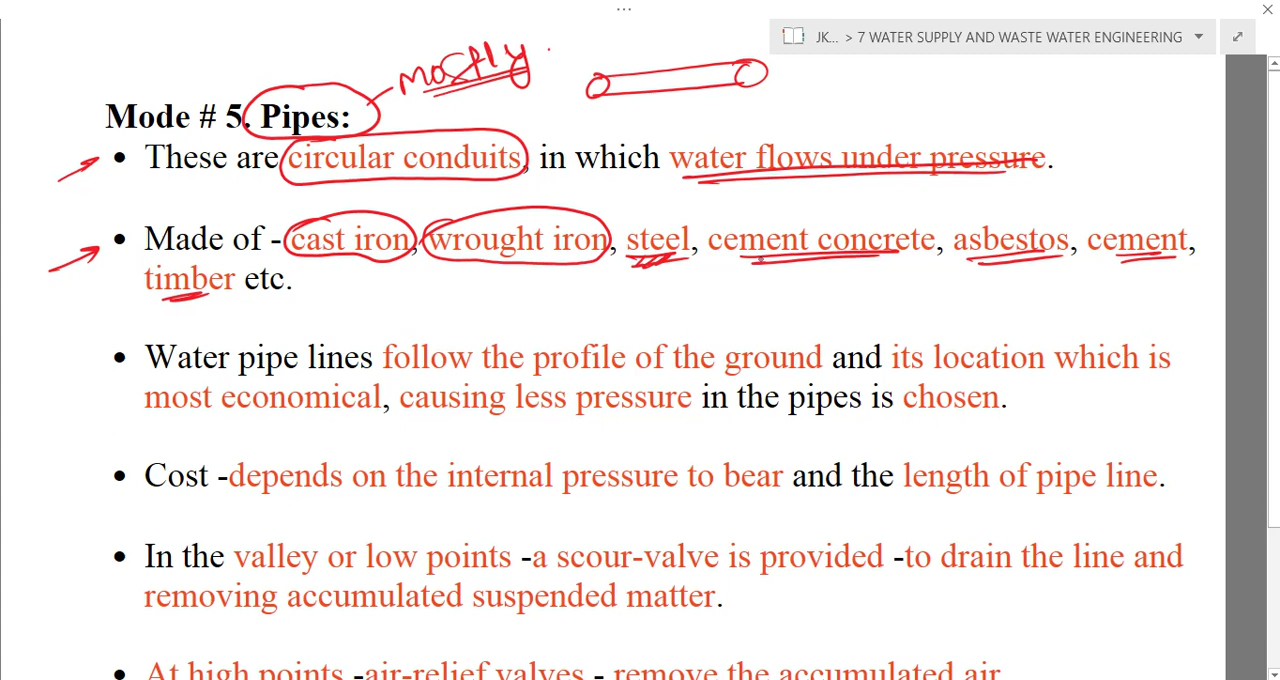 ...
JK... > 7 WATER SUPPLY AND WASTE WATER ENGINEERING
mostly
Mode # 5. Pipes:
• These are circular conduits, in which water flows under pressure.
• Made of -cast iron, wrought iron, steel, cement concrete, asbestos, cement,
timber etc.
• Water pipe lines follow the profile of the ground and its location which is
most economical, causing less pressure in the pipes is chosen.
• Cost -depends on the internal pressure to bear and the length of pipe line.
• In the valley or low points -a scour-valve is provided -to drain the line and
removing accumulated suspended matter.
• At high points -air-relief valves - remove the accumulated air